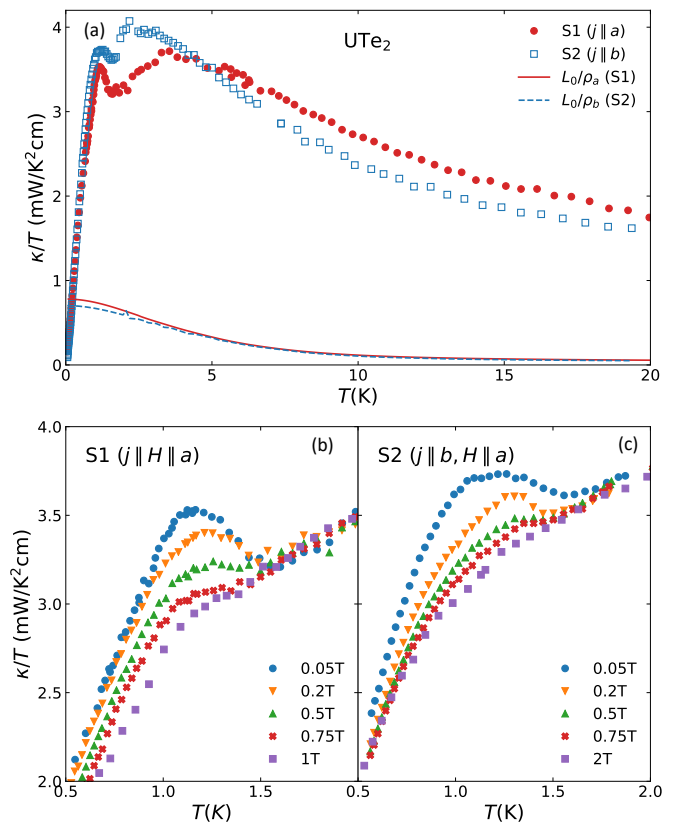 (a)
UTe₂
S1 (j ∥ a)
S2 (j ∥ b)
L₀/ρₐ (S1)
L₀/ρ_b (S2)
κ/T (mW/K²cm)
4
3
2
1
0
0 5 10 15 20
T(K)
S1 (j ∥ H ∥ a) (b)
κ/T (mW/K²cm)
4.0
3.5
3.0
2.5
2.0
0.05T
0.2T
0.5T
0.75T
1T
0.5 1.0 1.5
T(K)
S2 (j ∥ b, H ∥ a) (c)
0.05T
0.2T
0.5T
0.75T
2T
0.5 1.0 1.5 2.0
T(K)